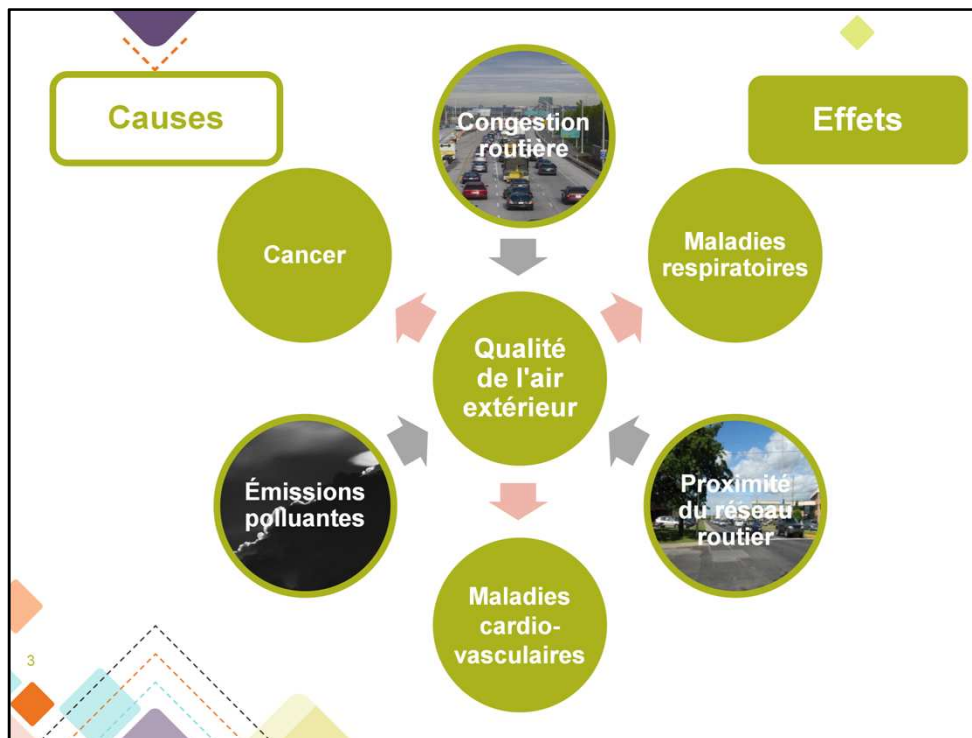 Causes
Effets
Congestion
routière
Cancer
Maladies
respiratoires
Qualité
de l'air
extérieur
Émissions
polluantes
Proximité
du réseau
routier
Maladies
cardio-
vasculaires
3